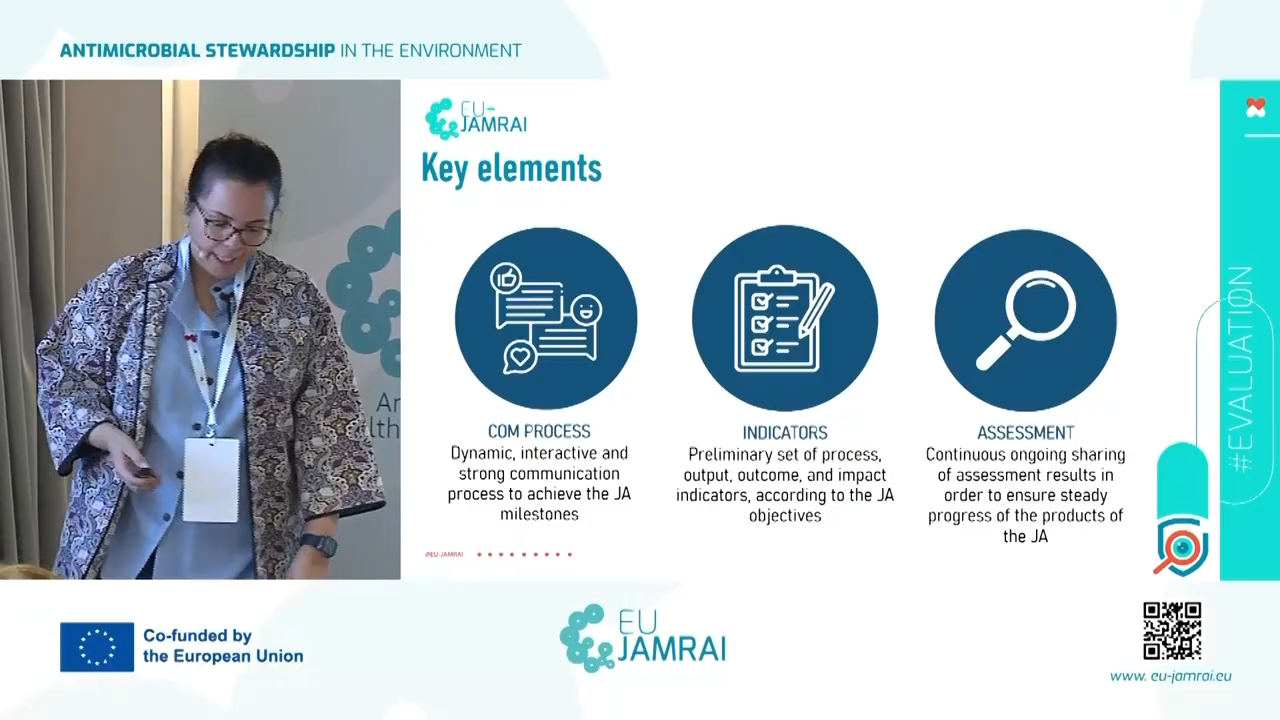 ANTIMICROBIAL STEWARDSHIP IN THE ENVIRONMENT
EU-
JAMRAI
Key elements
COM PROCESS
Dynamic, interactive and
strong communication
process to achieve the JA
milestones
INDICATORS
Preliminary set of process,
output, outcome, and impact
indicators, according to the JA
objectives
ASSESSMENT
Continuous ongoing sharing
of assessment results in
order to ensure steady
progress of the products of
the JA
#EU-JAMRAI
#EVALUATION
Co-funded by
the European Union
EU
JAMRAI
www. eu-jamrai.eu